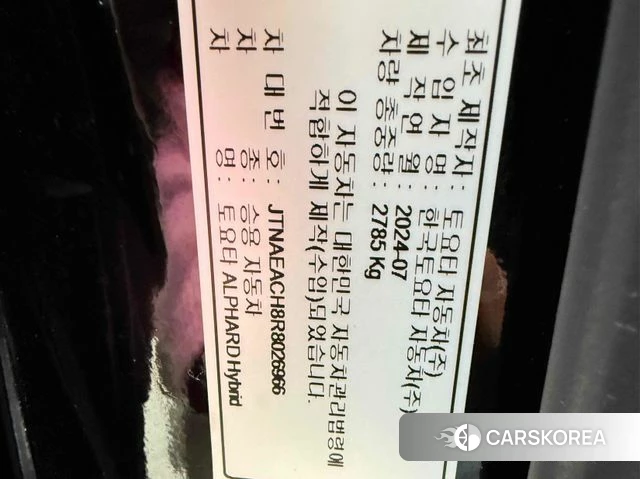 최초 제작자 : 토요타 자동차(주)
수 입 자 명 : 한국토요타 자동차(주)
제 작 연 월 : 2024-07
차량 총중량 : 2785 Kg
이 자동차는 대한민국 자동차관리법령에
적합하게 제작(수입)되었습니다.
차 대 번 호 : JTNAEACH8R8026966
차 종 : 승용 자동차
차 명 : 토요타 ALPHARD Hybrid
CARSKOREA